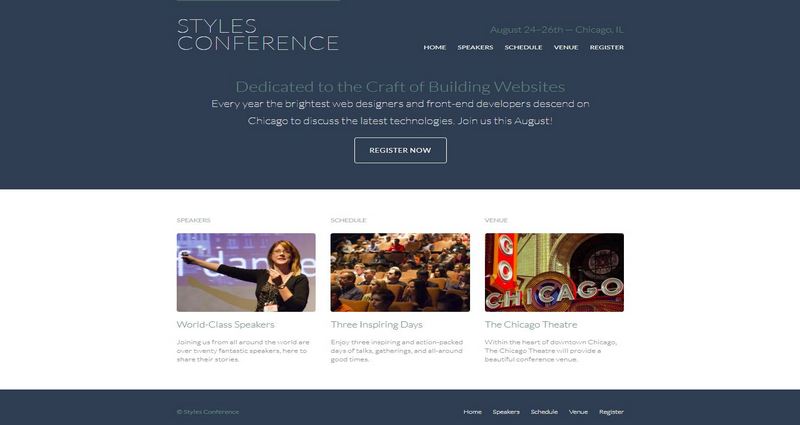 STYLES
CONFERENCE
August 24–26th — Chicago, IL
HOME SPEAKERS SCHEDULE VENUE REGISTER
Dedicated to the Craft of Building Websites
Every year the brightest web designers and front-end developers descend on
Chicago to discuss the latest technologies. Join us this August!
REGISTER NOW
SPEAKERS
f dan
World-Class Speakers
Joining us from all around the world are
over twenty fantastic speakers, here to
share their stories.
SCHEDULE
Three Inspiring Days
Enjoy three inspiring and action-packed
days of talks, gatherings, and all-around
good times.
VENUE
GO
CHICAGO
The Chicago Theatre
Within the heart of downtown Chicago,
The Chicago Theatre will provide a
beautiful conference venue.
© Styles Conference
Home Speakers Schedule Venue Register